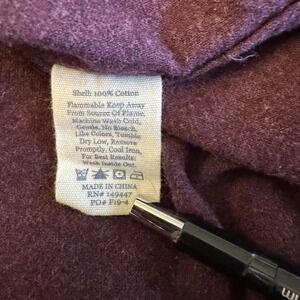 Shell: 100% Cotton
Flammable Keep Away
From Source Of Flame.
Machine Wash Cold,
Gentle, No Bleach,
Like Colors, Tumble
Dry Low, Remove
Promptly, Cool Iron,
For Best Results:
Wash Inside Out.
MADE IN CHINA
RN# 149447
PO# F19-4